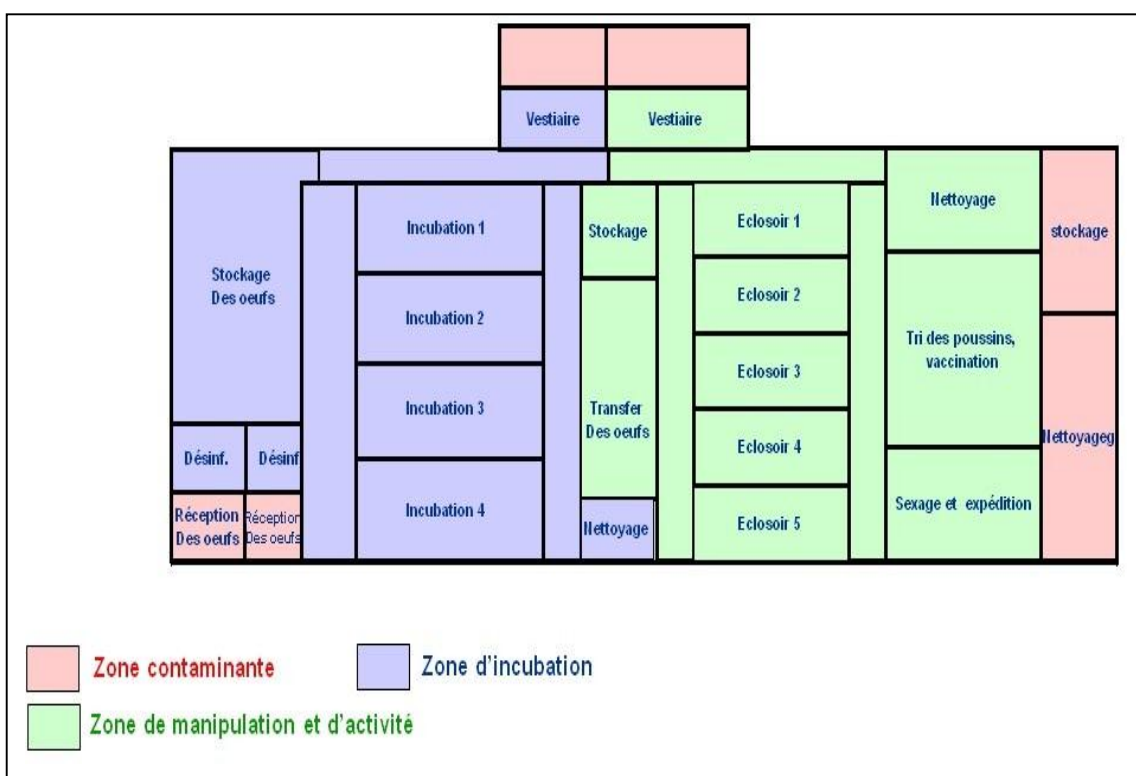 Vestiaire
Vestiaire
Stockage
Des oeufs
Incubation 1
Incubation 2
Incubation 3
Incubation 4
Désinf.
Désinf
Réception
Des oeufs
Réception
Des oeufs
Stockage
Transfer
Des oeufs
Nettoyage
Eclosoir 1
Eclosoir 2
Eclosoir 3
Eclosoir 4
Eclosoir 5
Nettoyage
Tri des poussins,
vaccination
Sexage et expédition
stockage
Nettoyageg
Zone contaminante
Zone d'incubation
Zone de manipulation et d'activité